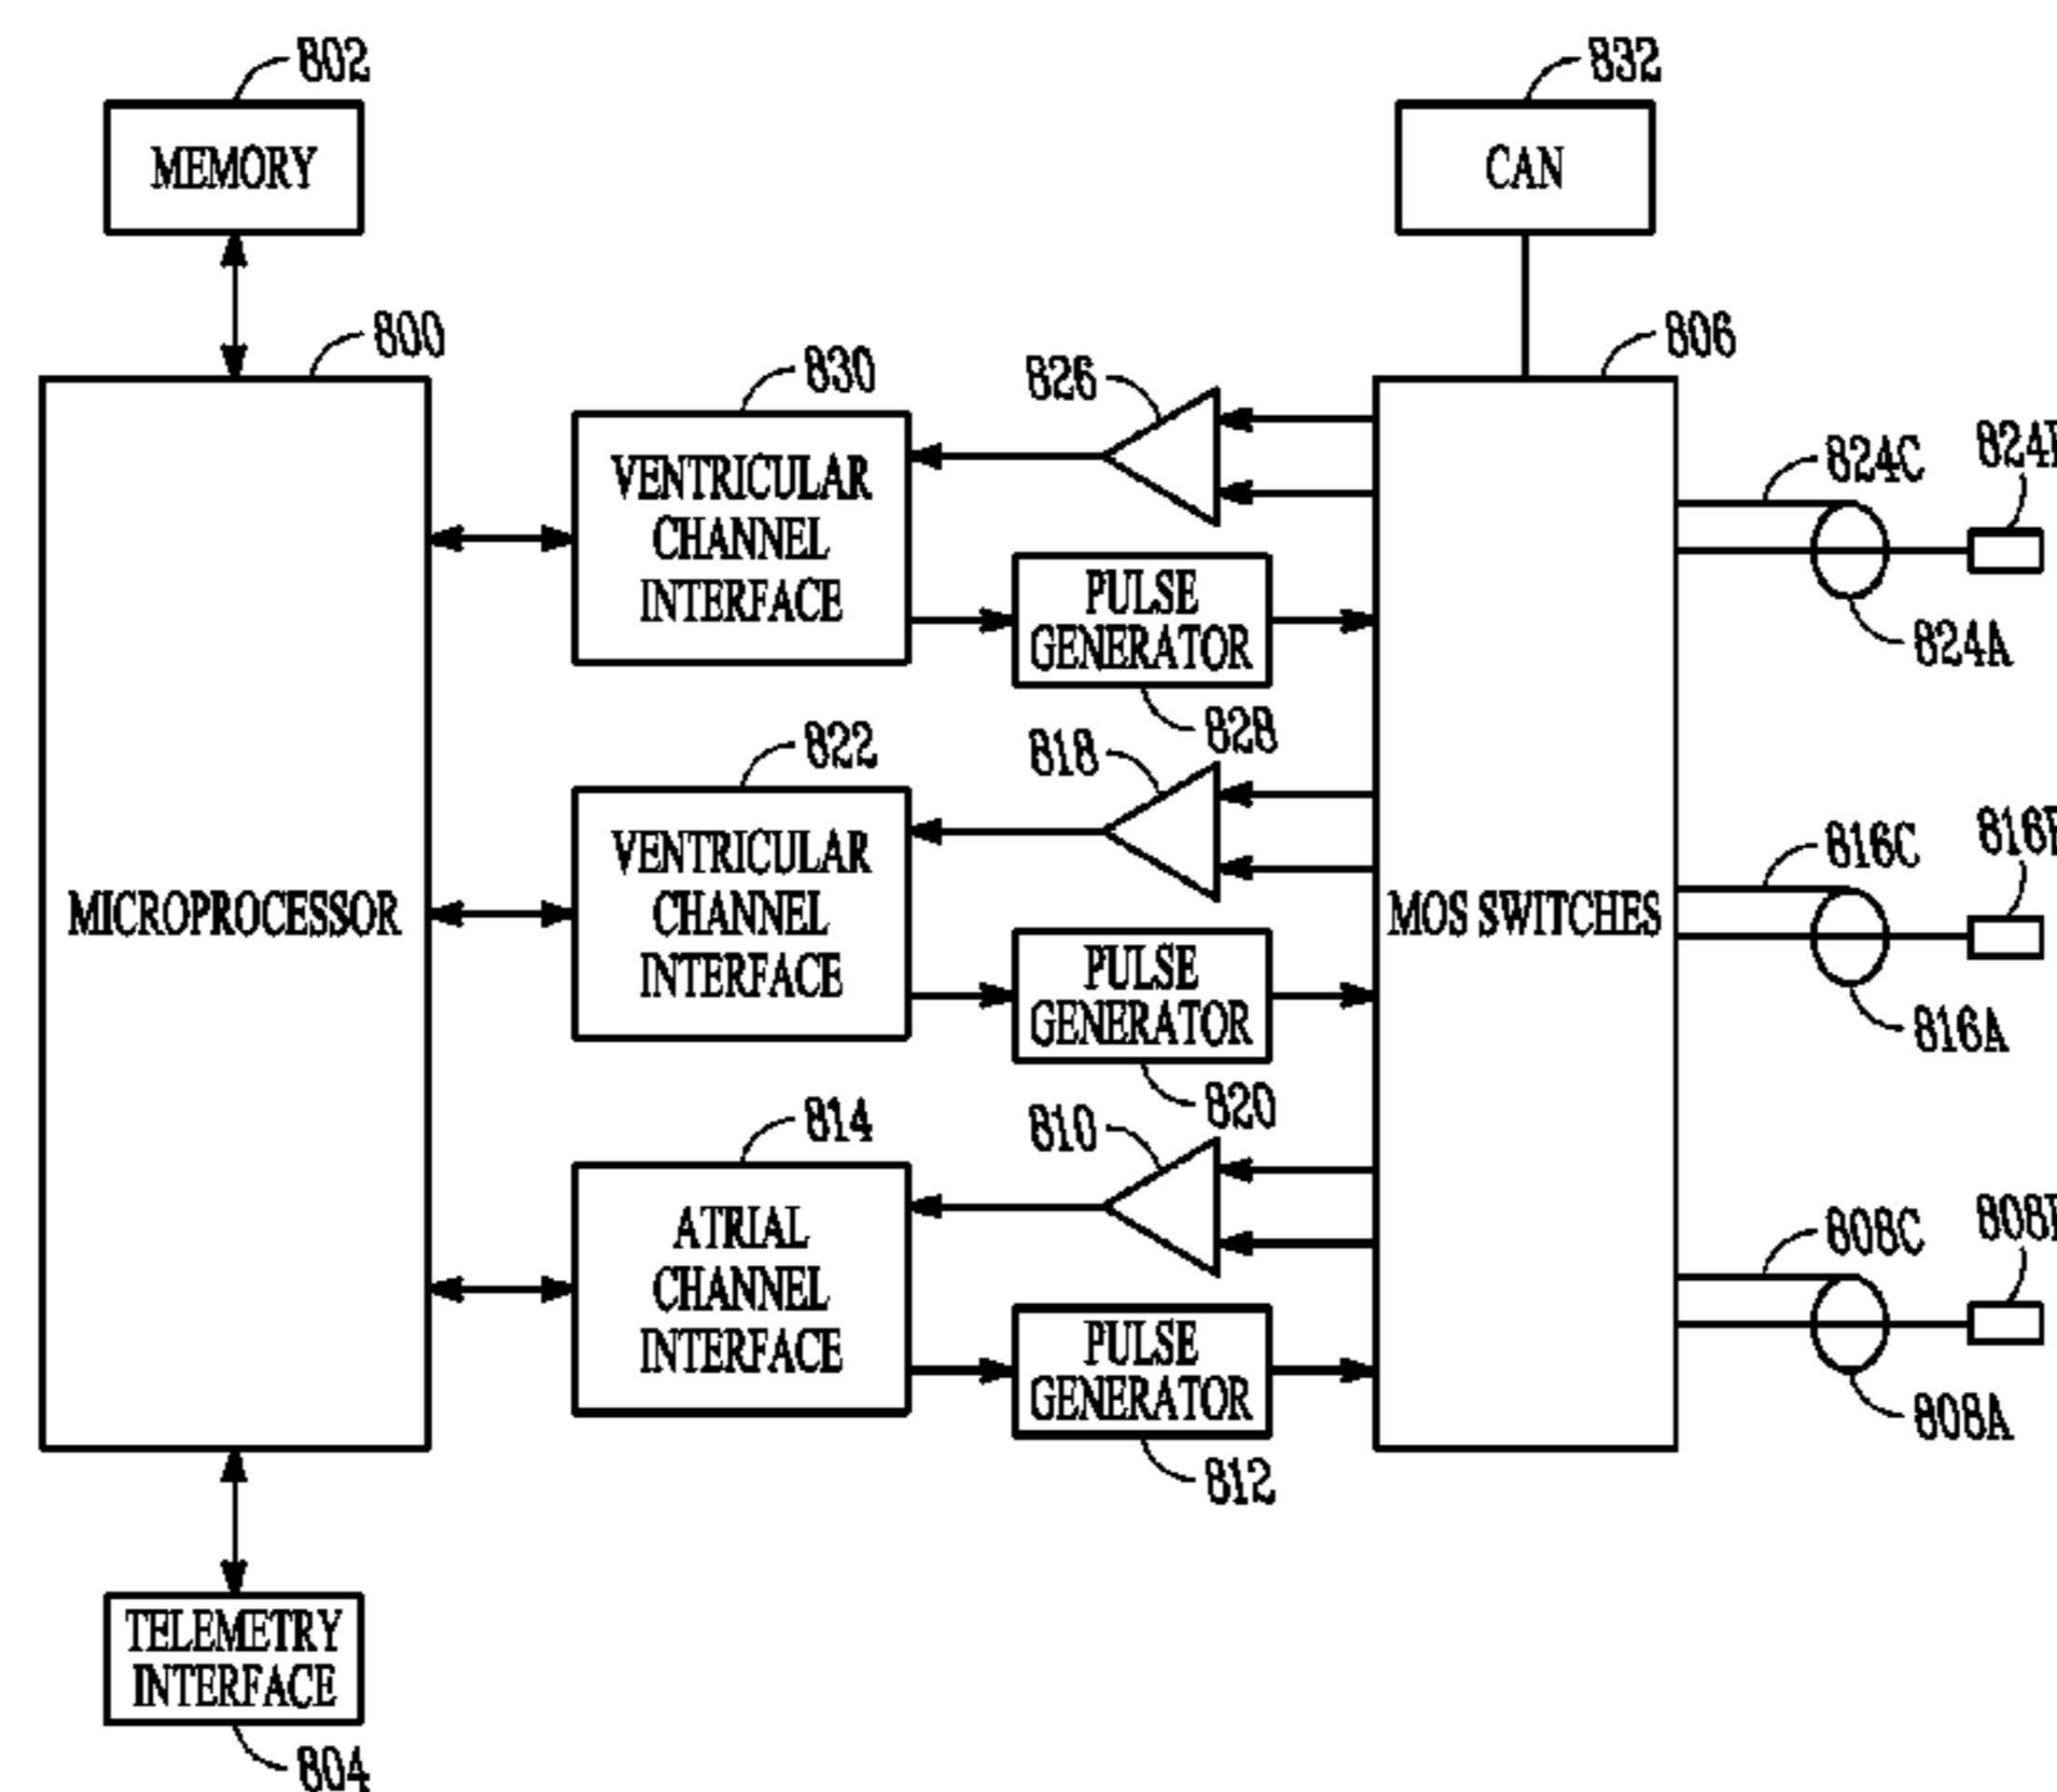 802
MEMORY
832
CAN
800
MICROPROCESSOR
830
VENTRICULAR
CHANNEL
INTERFACE
826
PULSE
GENERATOR
828
806
MOS SWITCHES
824C
824A
822
VENTRICULAR
CHANNEL
INTERFACE
818
PULSE
GENERATOR
820
816C
816A
814
ATRIAL
CHANNEL
INTERFACE
810
PULSE
GENERATOR
812
808C
808A
TELEMETRY
INTERFACE
804